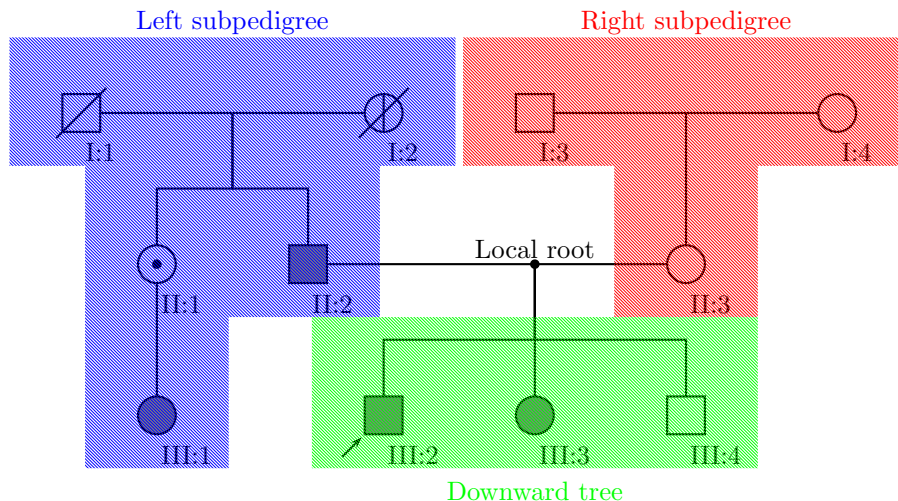 Left subpedigree
Right subpedigree
I:1
I:2
I:3
I:4
Local root
II:1
II:2
II:3
III:1
III:2
III:3
III:4
Downward tree